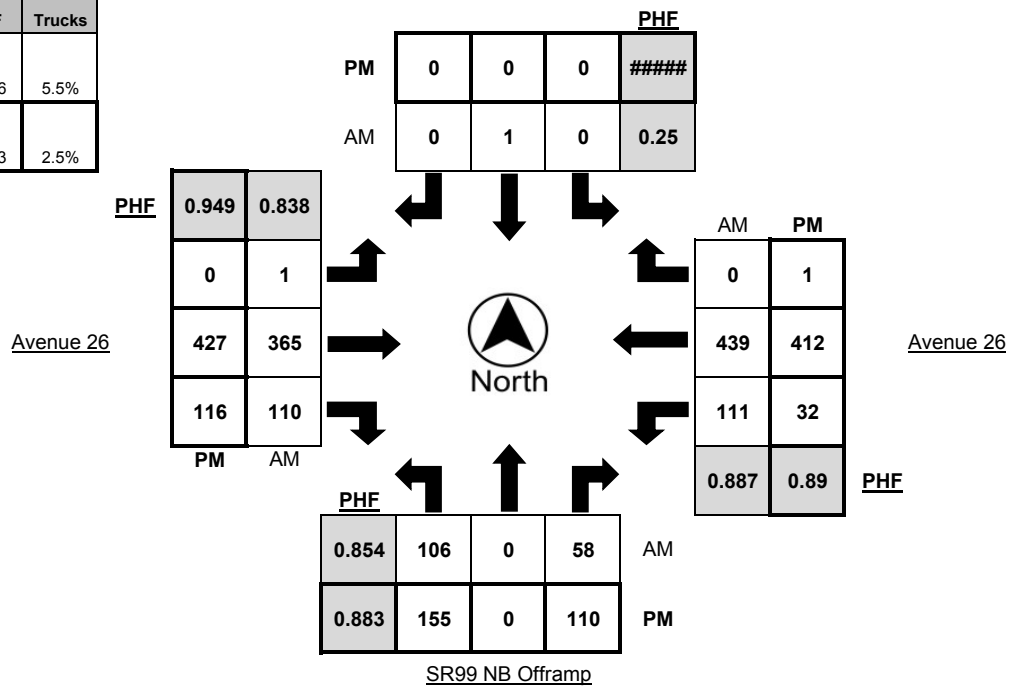 Trucks
5.5%
2.5%
PHF
PM 0 0 0 #####
AM 0 1 0 0.25
PHF 0.949 0.838
0 1
Avenue 26 427 365
116 110
PM AM
North
AM PM
0 1
439 412 Avenue 26
111 32
0.887 0.89 PHF
PHF
0.854 106 0 58 AM
0.883 155 0 110 PM
SR99 NB Offramp